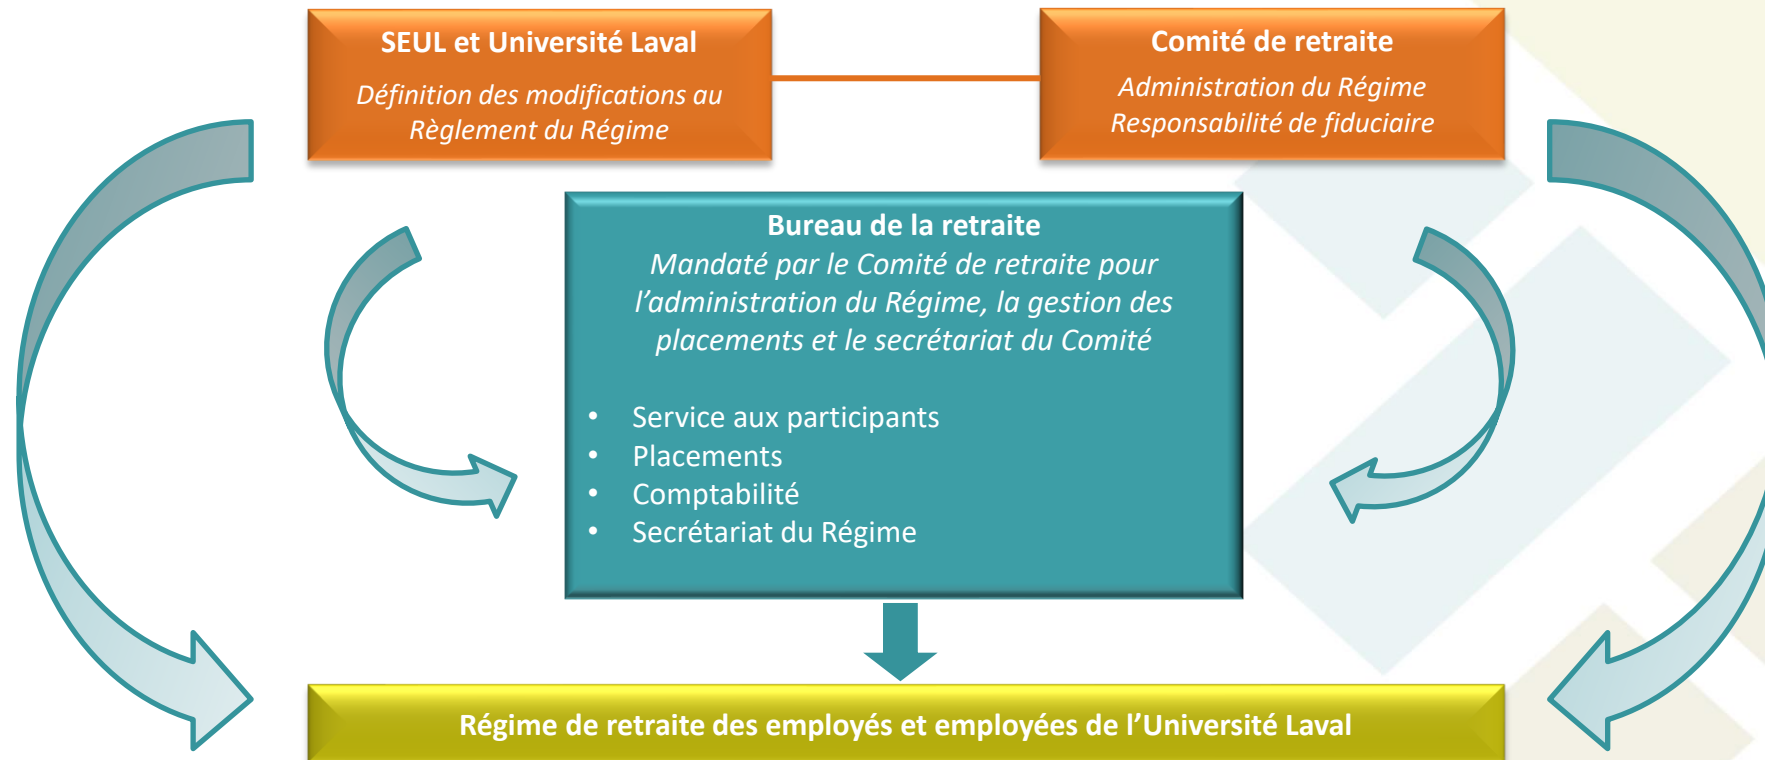 SEUL et Université Laval
Définition des modifications au
Règlement du Régime
Comité de retraite
Administration du Régime
Responsabilité de fiduciaire
Bureau de la retraite
Mandaté par le Comité de retraite pour
l’administration du Régime, la gestion des
placements et le secrétariat du Comité
• Service aux participants
• Placements
• Comptabilité
• Secrétariat du Régime
Régime de retraite des employés et employées de l’Université Laval